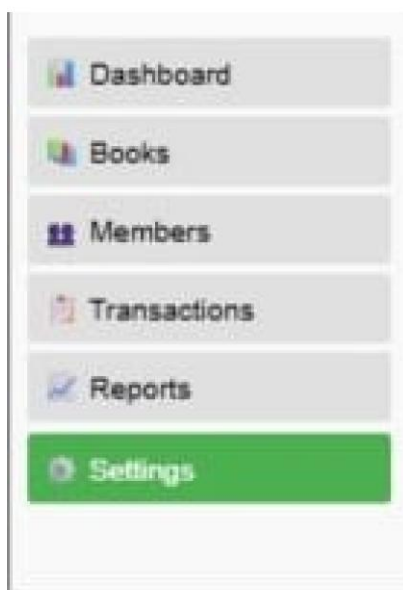 Dashboard
Books
Members
Transactions
Reports
Settings